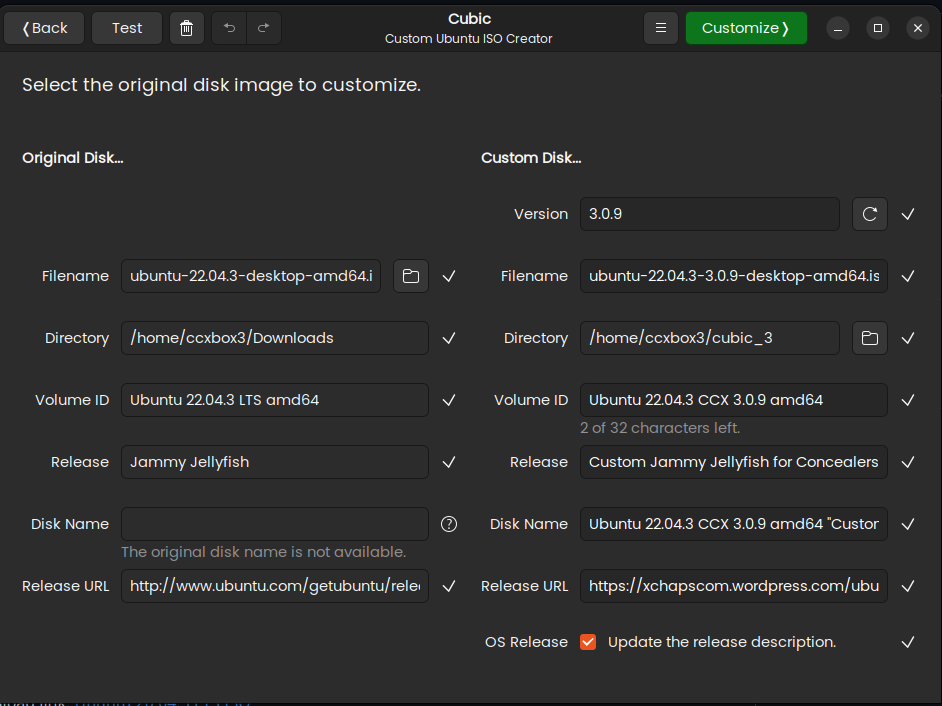 ❬Back
Test
Cubic
Custom Ubuntu ISO Creator
Customize❭
Select the original disk image to customize.
Original Disk...
Custom Disk...
Version 3.0.9
Filename ubuntu-22.04.3-desktop-amd64.i
Filename ubuntu-22.04.3-3.0.9-desktop-amd64.is
Directory /home/ccxbox3/Downloads
Directory /home/ccxbox3/cubic_3
Volume ID Ubuntu 22.04.3 LTS amd64
Volume ID Ubuntu 22.04.3 CCX 3.0.9 amd64
2 of 32 characters left.
Release Jammy Jellyfish
Release Custom Jammy Jellyfish for Concealers
Disk Name
Disk Name Ubuntu 22.04.3 CCX 3.0.9 amd64 "Custor
The original disk name is not available.
Release URL http://www.ubuntu.com/getubuntu/rele
Release URL https://xchapscom.wordpress.com/ubu
OS Release Update the release description.